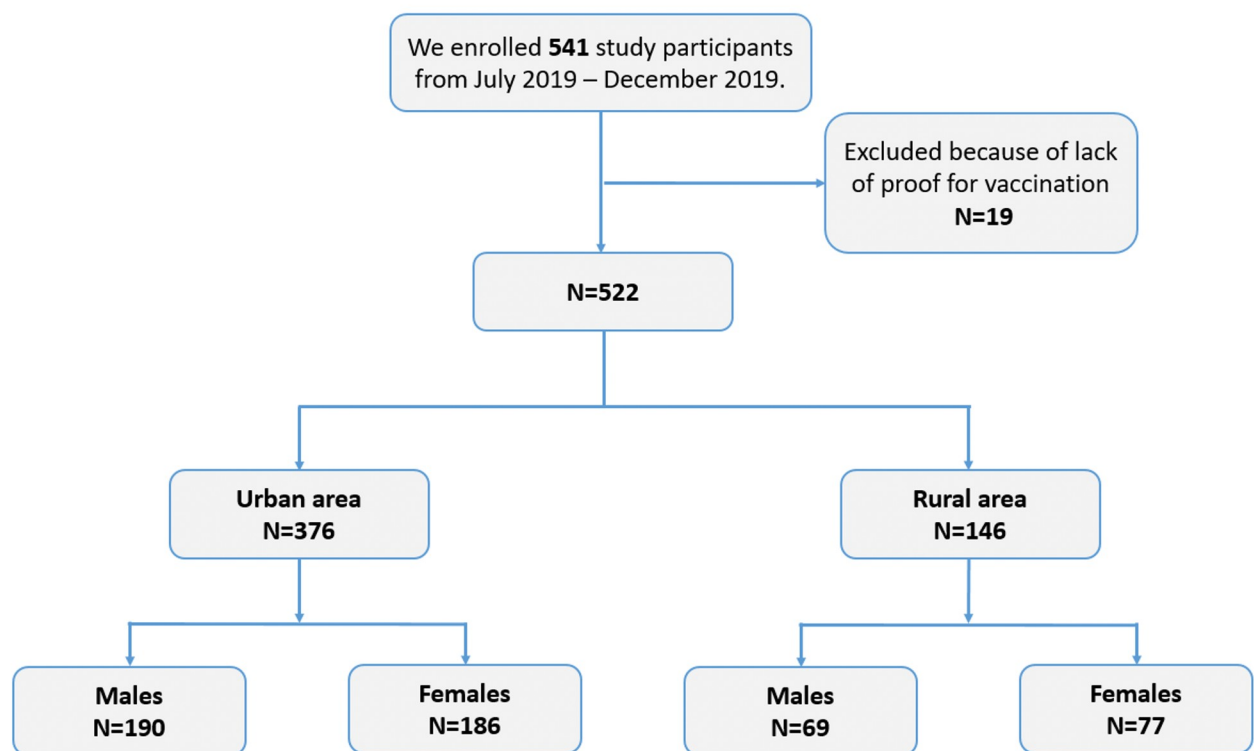 We enrolled 541 study participants
from July 2019 – December 2019.
Excluded because of lack
of proof for vaccination
N=19
N=522
Urban area
N=376
Rural area
N=146
Males
N=190
Females
N=186
Males
N=69
Females
N=77